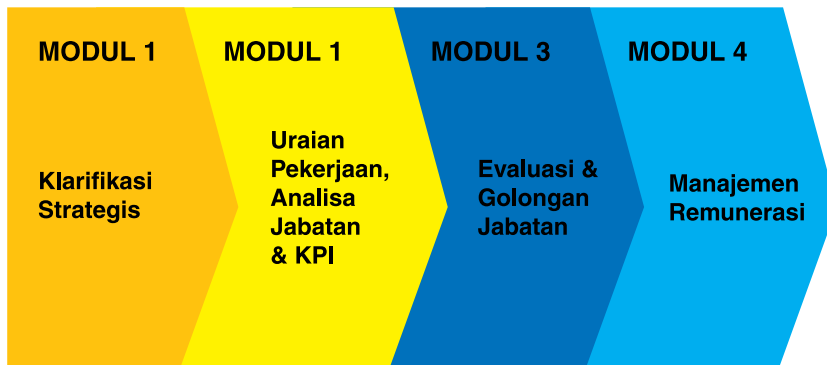 MODUL 1
Klarifikasi
Strategis
MODUL 1
Uraian
Pekerjaan,
Analisa
Jabatan
& KPI
MODUL 3
Evaluasi &
Golongan
Jabatan
MODUL 4
Manajemen
Remunerasi